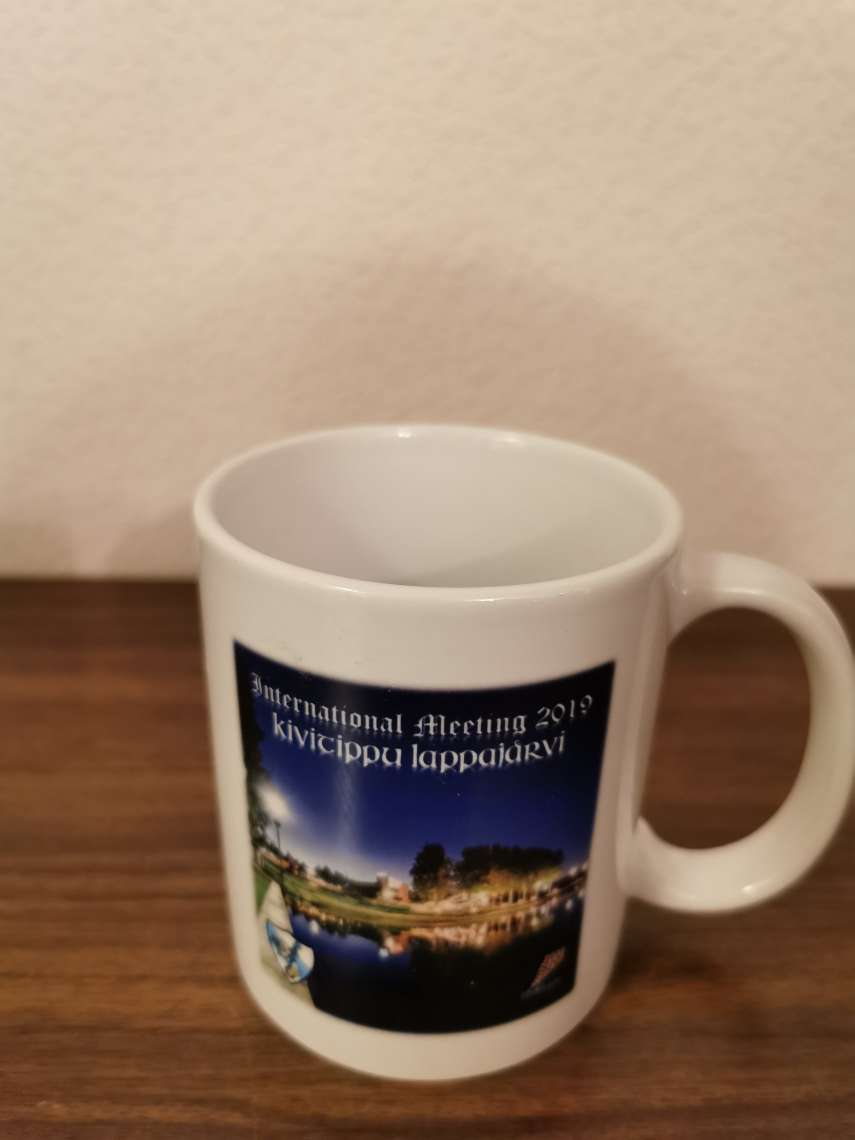 International Meeting 2019
kivitippu lappajärvi